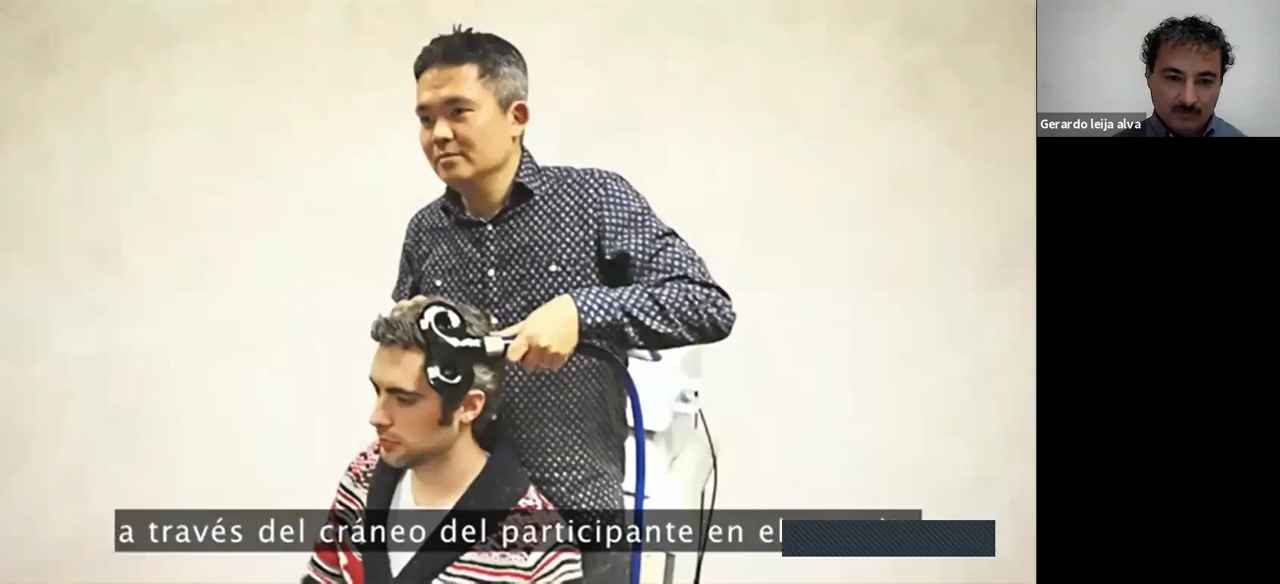 a través del cráneo del participante en el
Gerardo leija alva